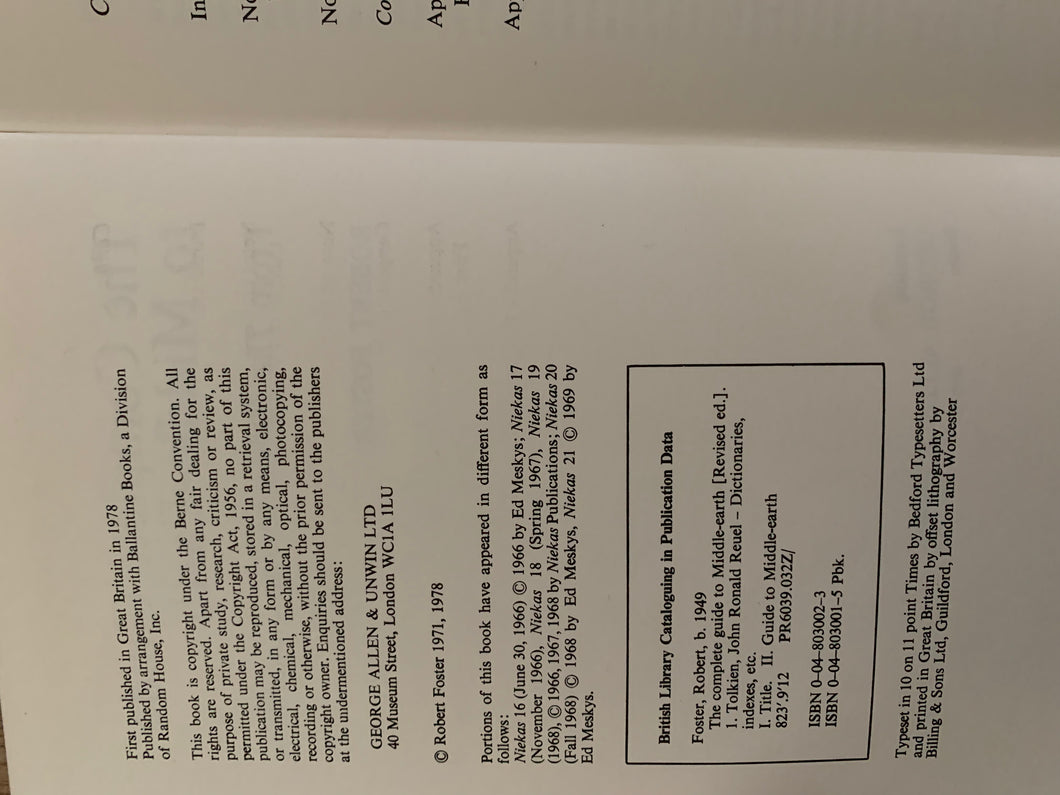 First published in Great Britain in 1978
Published by arrangement with Ballantine Books, a Division
of Random House, Inc.
This book is copyright under the Berne Convention. All
rights are reserved. Apart from any fair dealing for the
purpose of private study, research, criticism or review, as
permitted under the Copyright Act, 1956, no part of this
publication may be reproduced, stored in a retrieval system,
or transmitted, in any form or by any means, electronic,
electrical, chemical, mechanical, optical, photocopying,
recording or otherwise, without the prior permission of the
copyright owner. Enquiries should be sent to the publishers
at the undermentioned address:
GEORGE ALLEN & UNWIN LTD
40 Museum Street, London WC1A 1LU
© Robert Foster 1971, 1978
Portions of this book have appeared in different form as
follows:
Niekas 16 (June 30, 1966) © 1966 by Ed Meskys; Niekas 17
(November 1966), Niekas 18 (Spring 1967), Niekas 19
(1968), © 1966, 1967, 1968 by Niekas Publications; Niekas 20
(Fall 1968) © 1968 by Ed Meskys, Niekas 21 © 1969 by
Ed Meskys.
British Library Cataloguing in Publication Data
Foster, Robert, b. 1949
The complete guide to Middle-earth [Revised ed.].
1. Tolkien, John Ronald Reuel – Dictionaries,
indexes, etc.
I. Title. II. Guide to Middle-earth
823'.9'12 PR6039.032Z/
ISBN 0–04–803002–3
ISBN 0–04–803001–5 Pbk.
Typeset in 10 on 11 point Times by Bedford Typesetters Ltd
and printed in Great Britain by offset lithography by
Billing & Sons Ltd, Guildford, London and Worcester